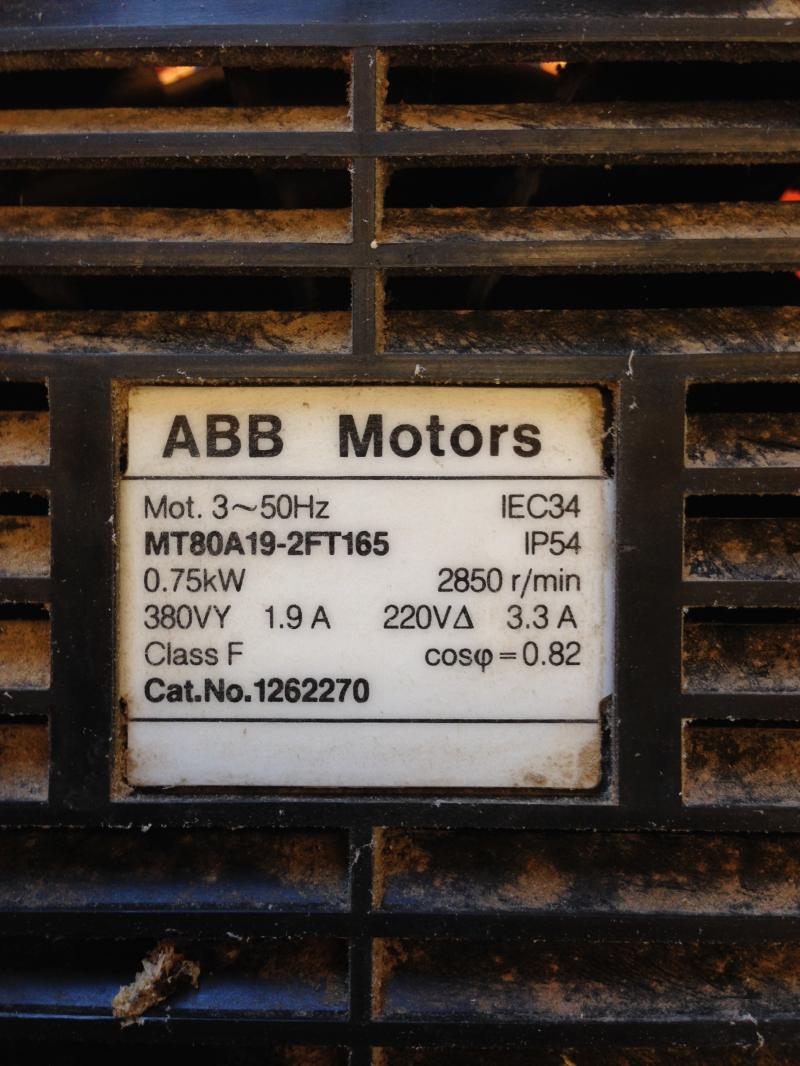 ABB Motors
Mot. 3~50Hz IEC34
MT80A19-2FT165 IP54
0.75kW 2850 r/min
380VY 1.9 A 220VΔ 3.3 A
Class F cosφ=0.82
Cat.No.1262270